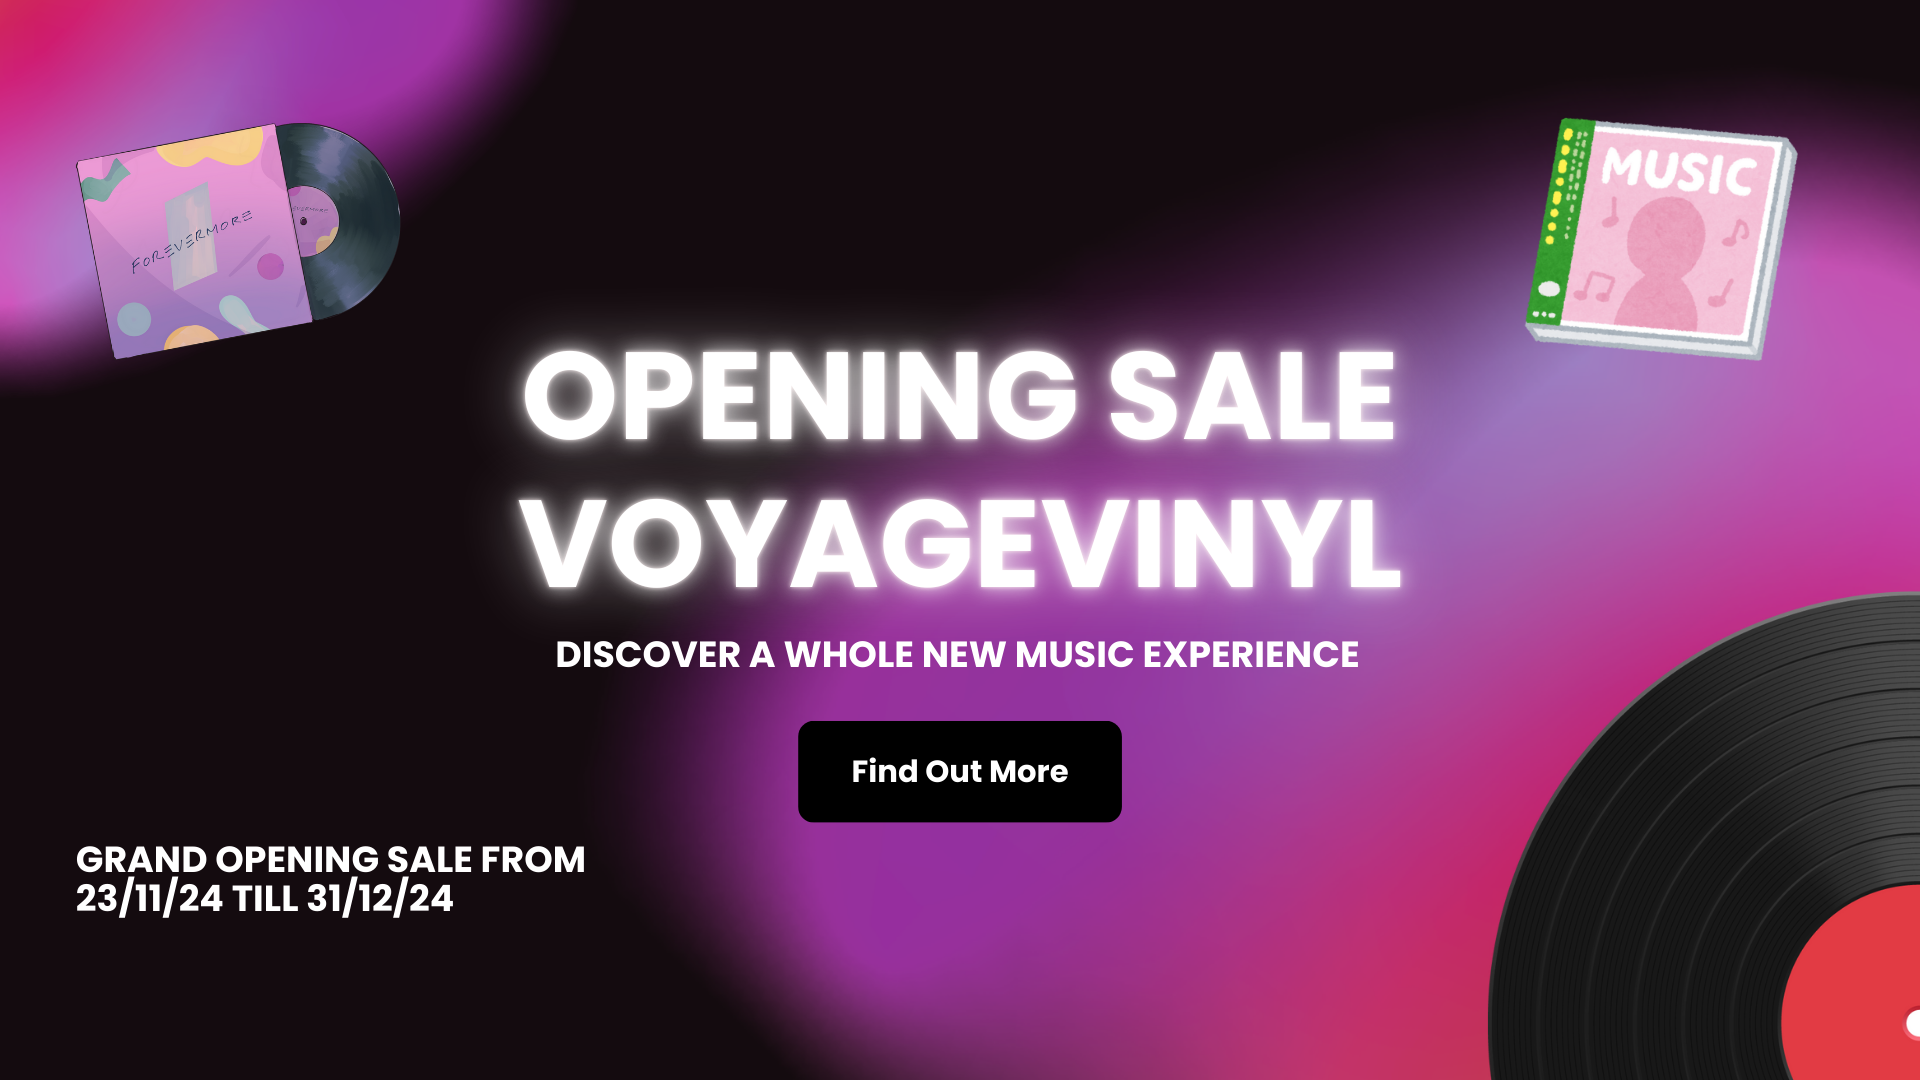 FOREVERMORE
MUSIC
OPENING SALE
VOYAGEVINYL
DISCOVER A WHOLE NEW MUSIC EXPERIENCE
Find Out More
GRAND OPENING SALE FROM
23/11/24 TILL 31/12/24